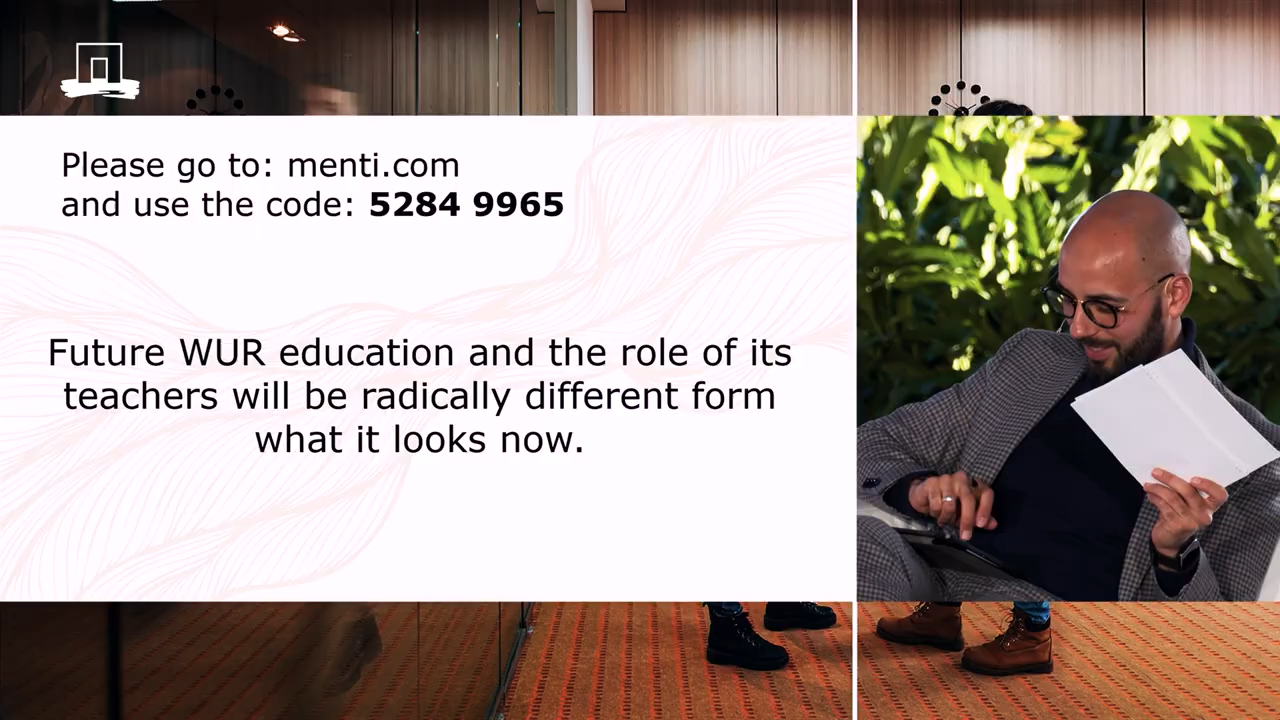 Please go to: menti.com
and use the code: 5284 9965
Future WUR education and the role of its
teachers will be radically different form
what it looks now.